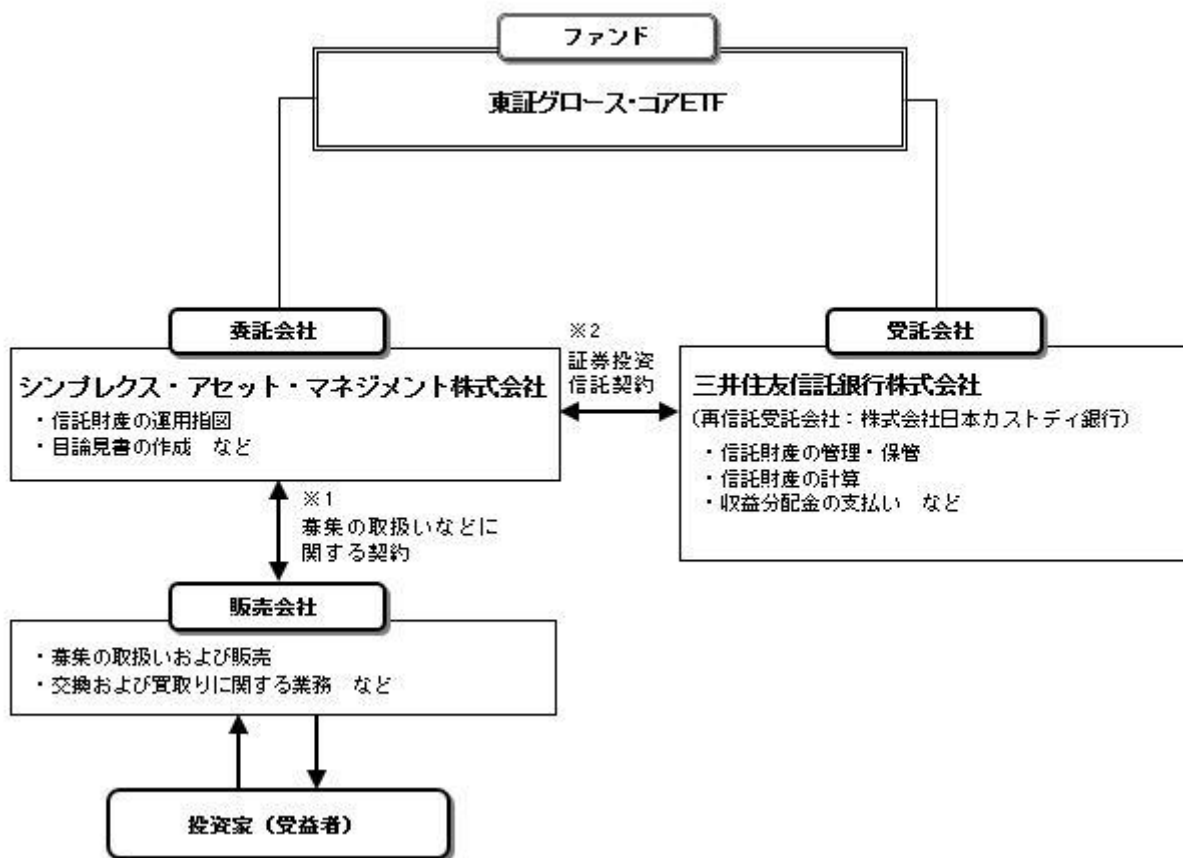 ファンド
東証グロース・コアETF
委託会社
シンプレクス・アセット・マネジメント株式会社
・信託財産の運用指図
・目論見書の作成　など
※2
証券投資
信託契約
受託会社
三井住友信託銀行株式会社
(再信託受託会社：株式会社日本カストディ銀行)
・信託財産の管理・保管
・信託財産の計算
・収益分配金の支払い　など
※1
募集の取扱いなどに
関する契約
販売会社
・募集の取扱いおよび販売
・交換および買取りに関する業務　など
投資家（受益者）